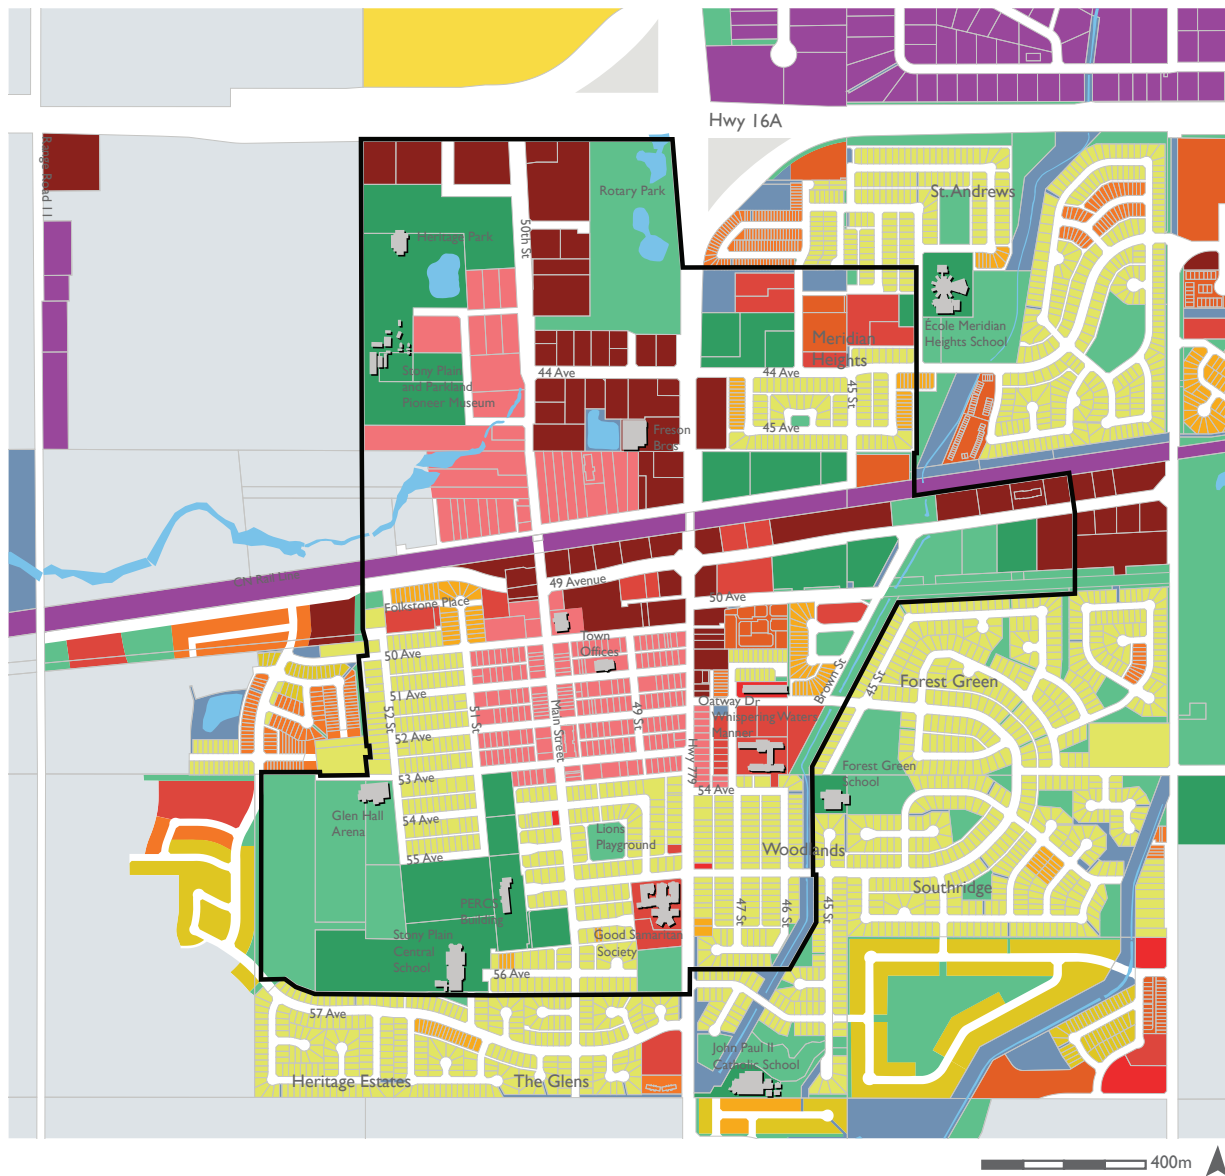 Hwy 16A
Range Road 11
Rotary Park
St. Andrews
50th St
Heritage Park
École Meridian
Heights School
Meridian
Heights
Stony Plain
and Parkland
Pioneer Museum
44 Ave
44 Ave
45 St
45 Ave
Freson
Bros
CN Rail Line
49 Avenue
Folkstone Place
50 Ave
Town
Offices
50 Ave
51 Ave
52 St
51 St
Main Street
49 St
52 Ave
Oatway Dr
Brown St
45 St
Forest Green
Whispering Waters
Mannor
Hwy 779
53 Ave
54 Ave
Forest Green
School
Glen Hall
Arena
54 Ave
Lions
Playground
Woodlands
55 Ave
Southridge
PERCS
Building
47 St
46 St
45 St
Stony Plain
Central
School
Good Samaritan
Society
56 Ave
57 Ave
John Paul II
Catholic School
Heritage Estates
The Glens
400m